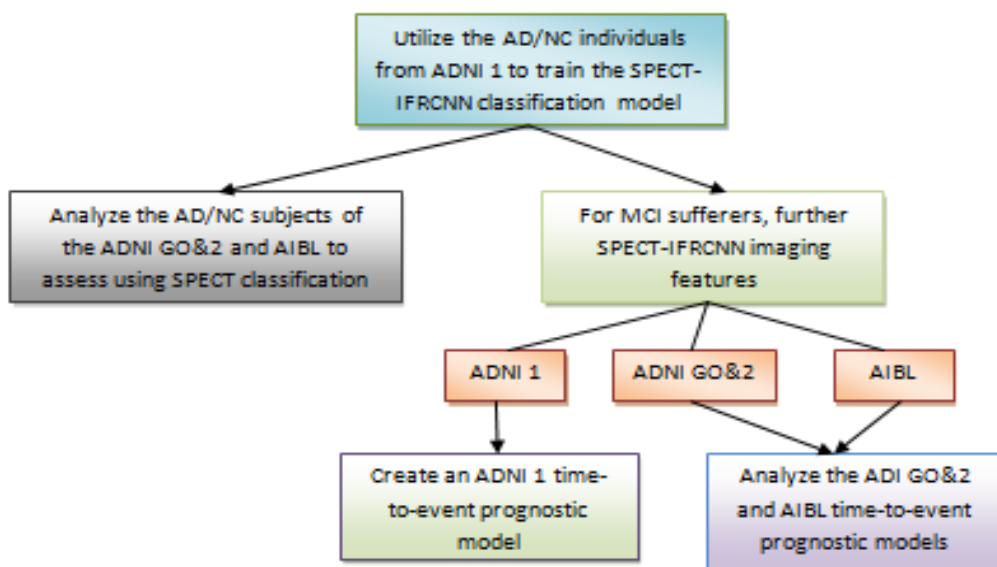 Utilize the AD/NC individuals
from ADNI 1 to train the SPECT-
IFRCNN classification model
Analyze the AD/NC subjects of
the ADNI GO&2 and AIBL to
assess using SPECT classification
For MCI sufferers, further
SPECT-IFRCNN imaging
features
ADNI 1
ADNI GO&2
AIBL
Create an ADNI 1 time-
to-event prognostic
model
Analyze the ADI GO&2
and AIBL time-to-event
prognostic models